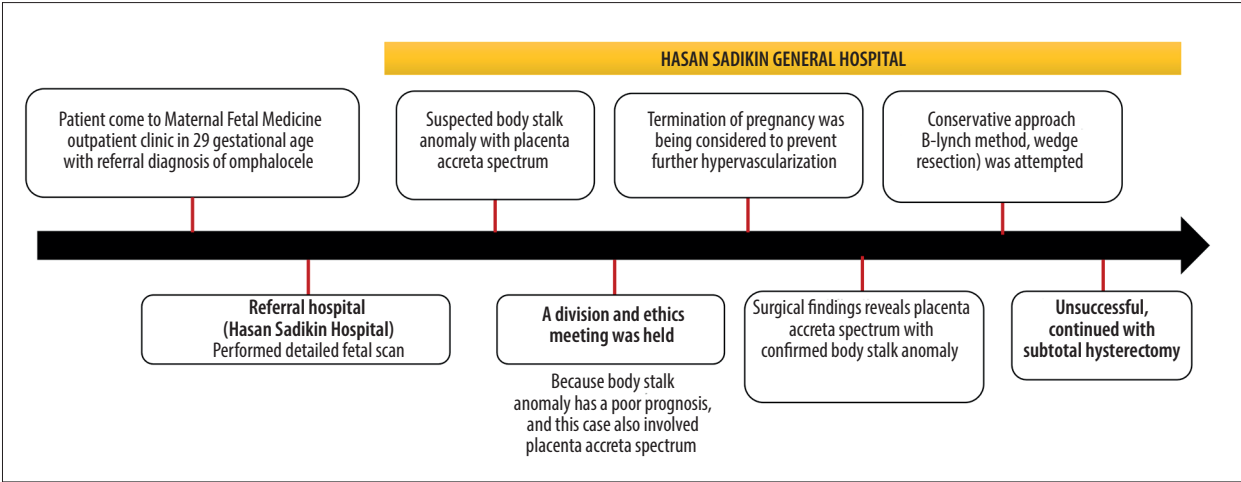 HASAN SADIKIN GENERAL HOSPITAL
Patient come to Maternal Fetal Medicine
outpatient clinic in 29 gestational age
with referral diagnosis of omphalocele
Suspected body stalk
anomaly with placenta
accreta spectrum
Termination of pregnancy was
being considered to prevent
further hypervascularization
Conservative approach
B-lynch method, wedge
resection) was attempted
Referral hospital
(Hasan Sadikin Hospital)
Performed detailed fetal scan
A division and ethics
meeting was held
Because body stalk
anomaly has a poor prognosis,
and this case also involved
placenta accreta spectrum
Surgical findings reveals placenta
accreta spectrum with
confirmed body stalk anomaly
Unsuccessful,
continued with
subtotal hysterectomy